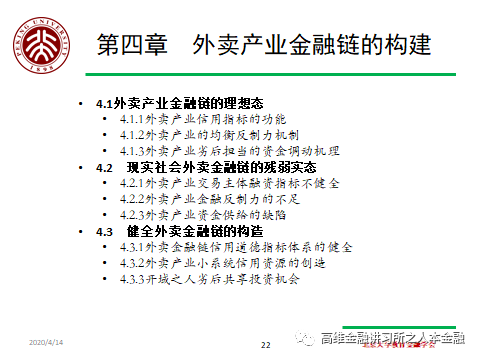 PEKING UNIVERSITY
1898
第四章 外卖产业金融链的构建
• 4.1外卖产业金融链的理想态
• 4.1.1外卖产业信用指标的功能
• 4.1.2外卖产业的均衡反制力机制
• 4.1.3外卖产业劣后担当的资金调动机理
• 4.2 现实社会外卖金融链的残弱实态
• 4.2.1外卖产业交易主体融资指标不健全
• 4.2.2外卖产业金融反制力的不足
• 4.2.3外卖产业资金供给的缺陷
• 4.3 健全外卖金融链的构造
• 4.3.1外卖金融链信用道德指标体系的健全
• 4.3.2外卖产业小系统信用资源的创造
• 4.3.3开域之人劣后共享投资机会
2020/4/14
22
高维金融讲习所之人本金融